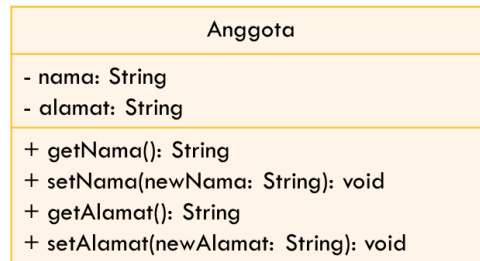 Anggota
- nama: String
- alamat: String
+ getNama(): String
+ setNama(newNama: String): void
+ getAlamat(): String
+ setAlamat(newAlamat: String): void